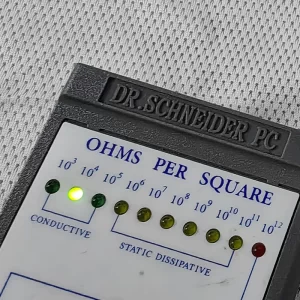 DR.SCHNEIDER PC
OHMS PER SQUARE
10³ 10⁴ 10⁵ 10⁶ 10⁷ 10⁸ 10⁹ 10¹⁰ 10¹¹ 10¹²
CONDUCTIVE
STATIC DISSIPATIVE